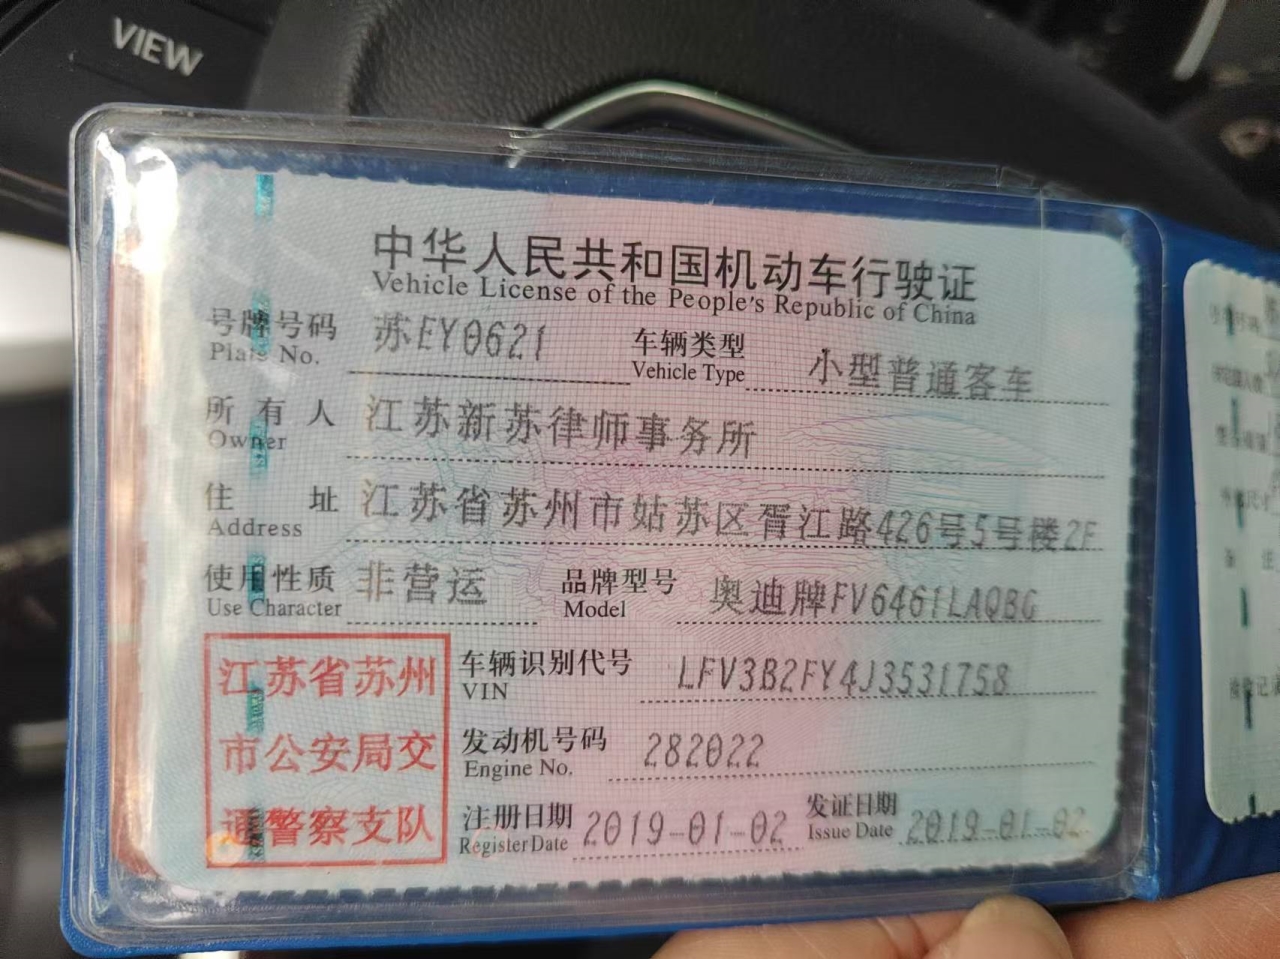 VIEW
中华人民共和国机动车行驶证
Vehicle License of the People's Republic of China
号牌号码 苏EY0621 车辆类型 小型普通客车
Plate No. Vehicle Type
所有人 江苏新苏律师事务所
Owner
住址 江苏省苏州市姑苏区胥江路426号5号楼2F
Address
使用性质 非营运 品牌型号 奥迪牌FV6461LAQBG
Use Character Model
江苏省苏州
市公安局交
通警察支队
车辆识别代号 LFV3B2FY4J3531758
VIN
发动机号码 282022
Engine No.
注册日期 2019-01-02 发证日期 2019-01-02
Register Date Issue Date